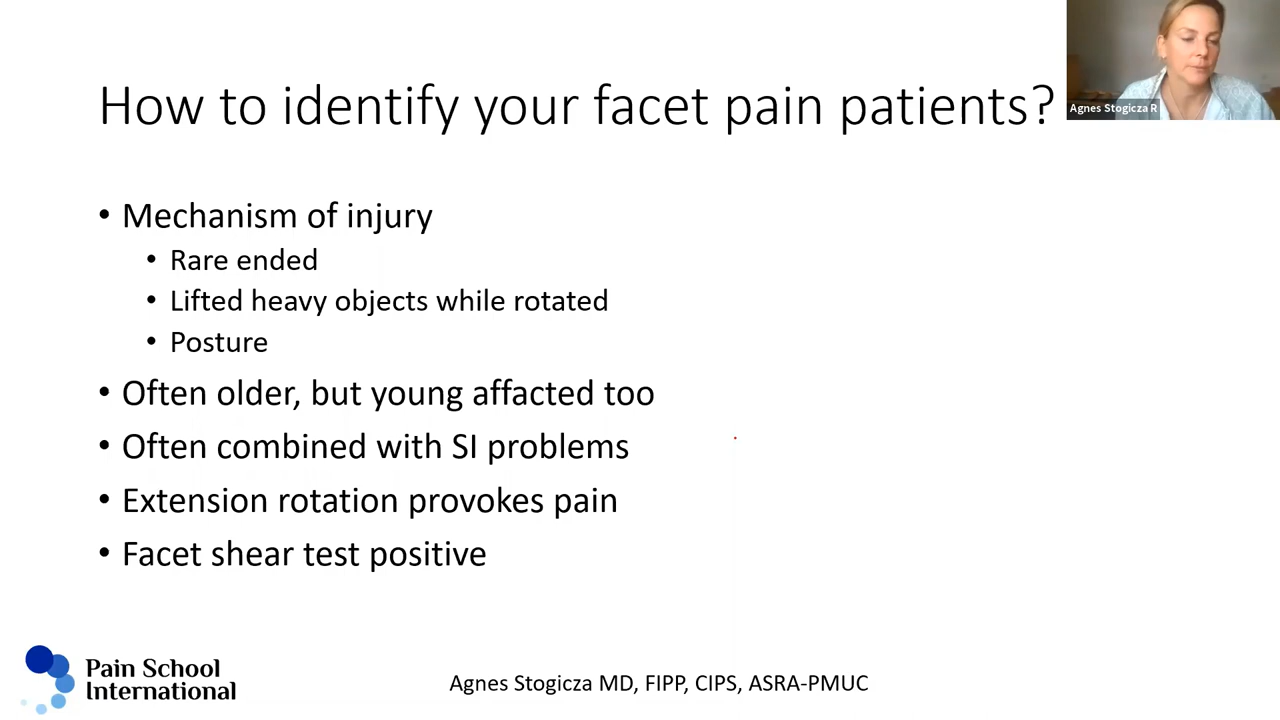 How to identify your facet pain patients?
Agnes Stogicza R
• Mechanism of injury
• Rare ended
• Lifted heavy objects while rotated
• Posture
• Often older, but young affacted too
• Often combined with SI problems
• Extension rotation provokes pain
• Facet shear test positive
Pain School
International
Agnes Stogicza MD, FIPP, CIPS, ASRA-PMUC